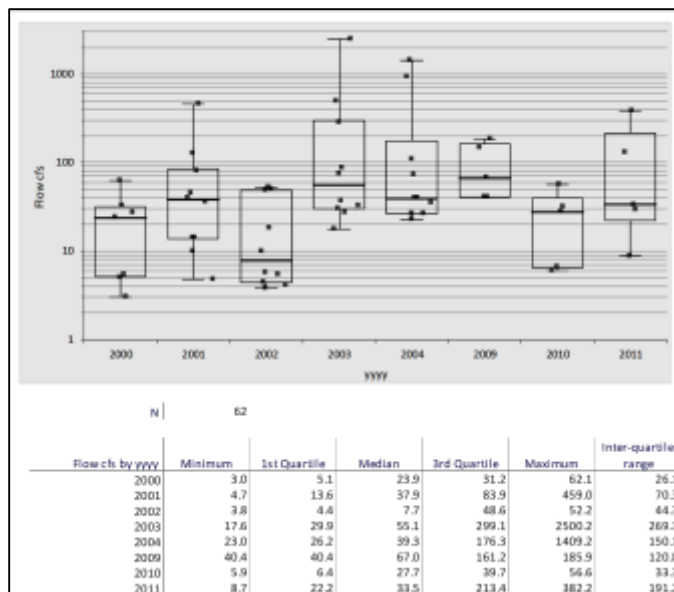 1000
100
10
1
Flow cfs
2000 2001 2002 2003 2004 2009 2010 2011
yyyy
N 62
Flow cfs by yyyy Minimum 1st Quartile Median 3rd Quartile Maximum Inter-quartile range
2000 3.0 5.1 23.9 31.2 62.1
2001 4.7 13.6 37.9 83.9 459.0
2002 3.8 4.4 7.7 48.6 52.2
2003 17.6 29.9 55.1 299.1 2500.2
2004 23.0 26.2 39.3 176.3 1409.2
2009 40.4 40.4 67.0 161.2 185.9
2010 5.9 6.4 27.7 39.7 56.6
2011 8.7 22.2 33.5 213.4 382.2